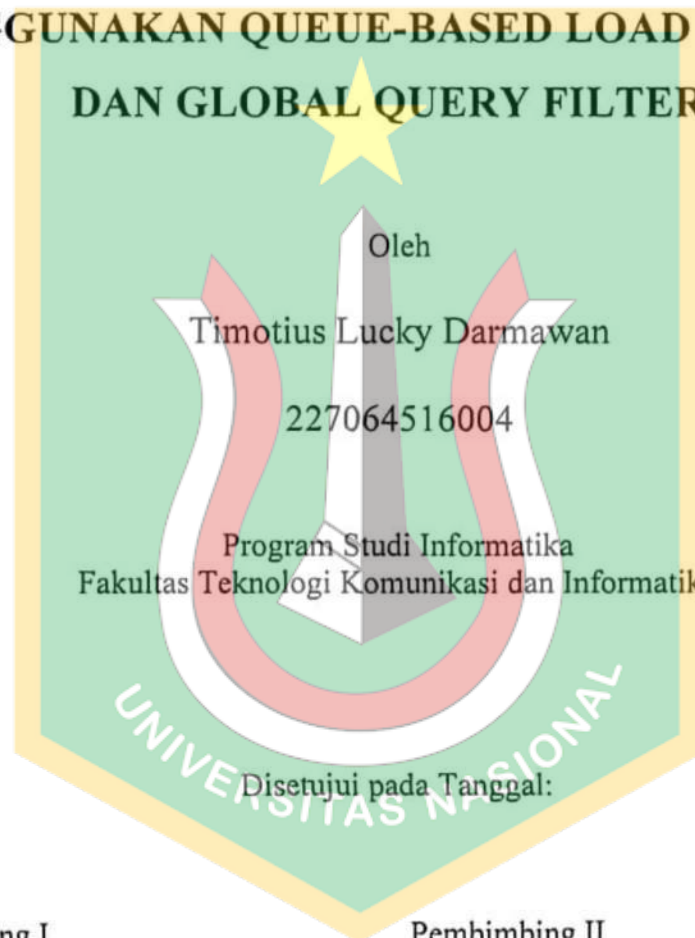 GUNAKAN QUEUE-BASED LOAD
DAN GLOBAL QUERY FILTER
Oleh
Timotius Lucky Darmawan
227064516004
Program Studi Informatika
Fakultas Teknologi Komunikasi dan Informatik
UNIVERSITAS NASIONAL
Disetujui pada Tanggal:
ng I
Pembimbing II